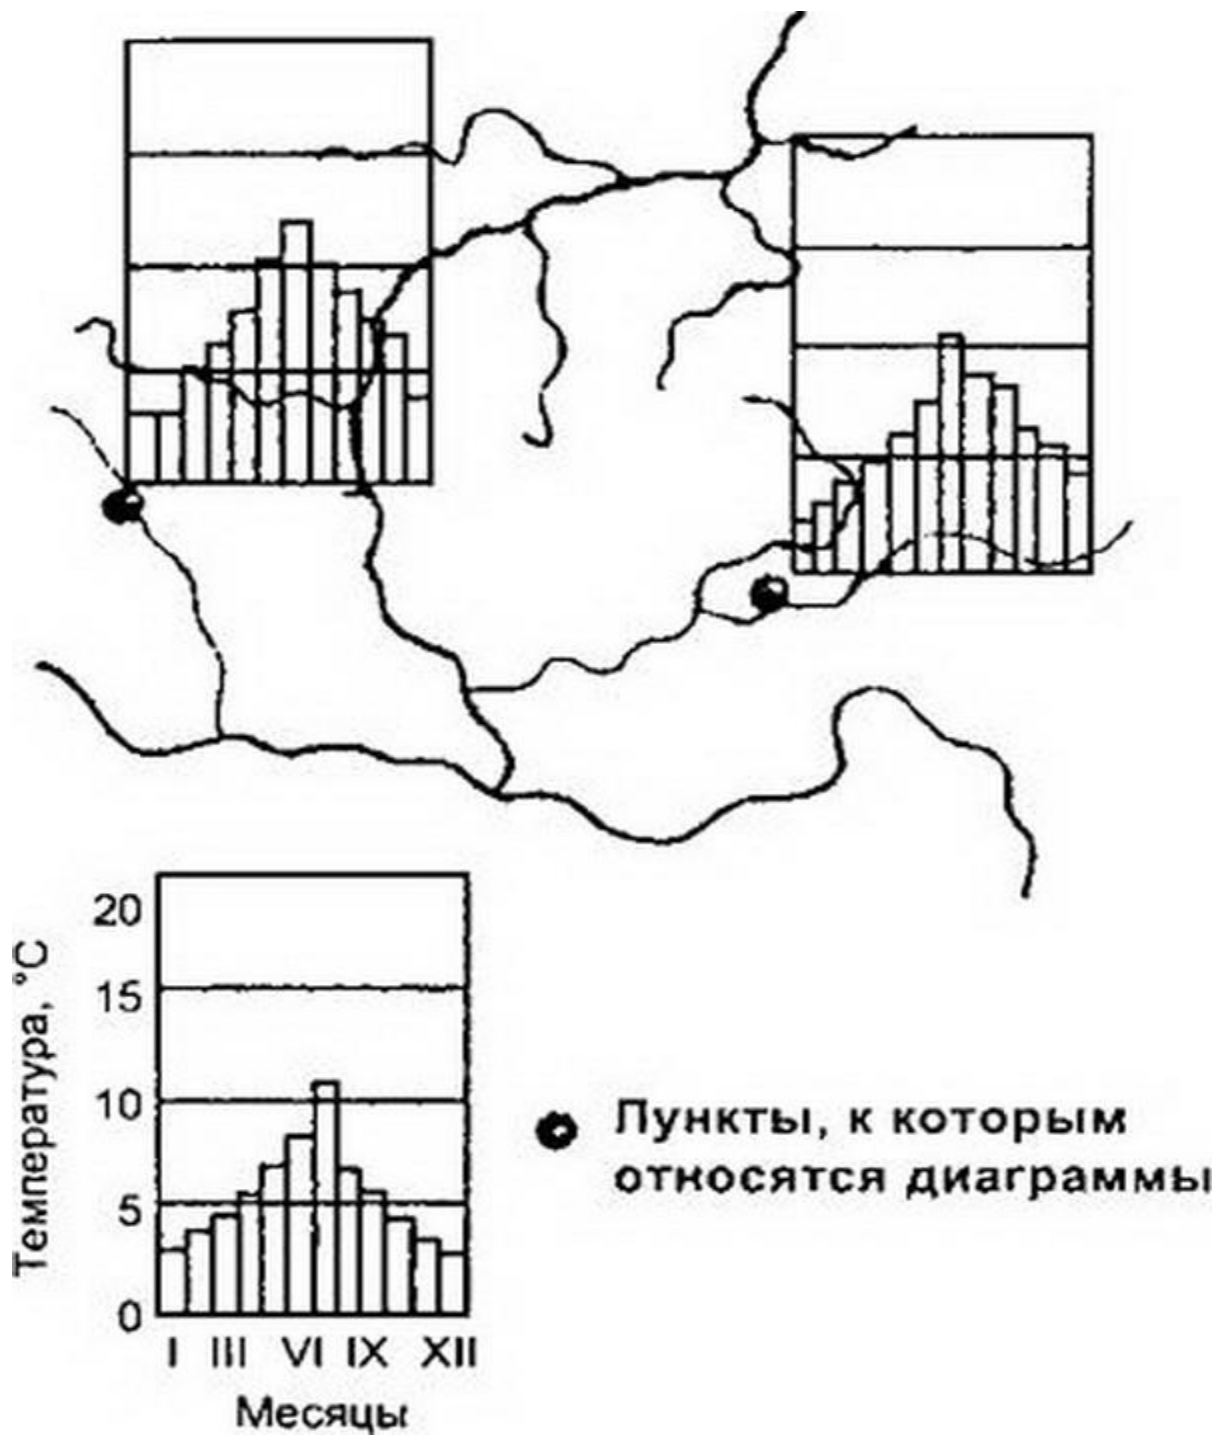 20
15
10
5
0
Температура, °С
I III VI IX XII
Месяцы
Пункты, к которым
относятся диаграммы